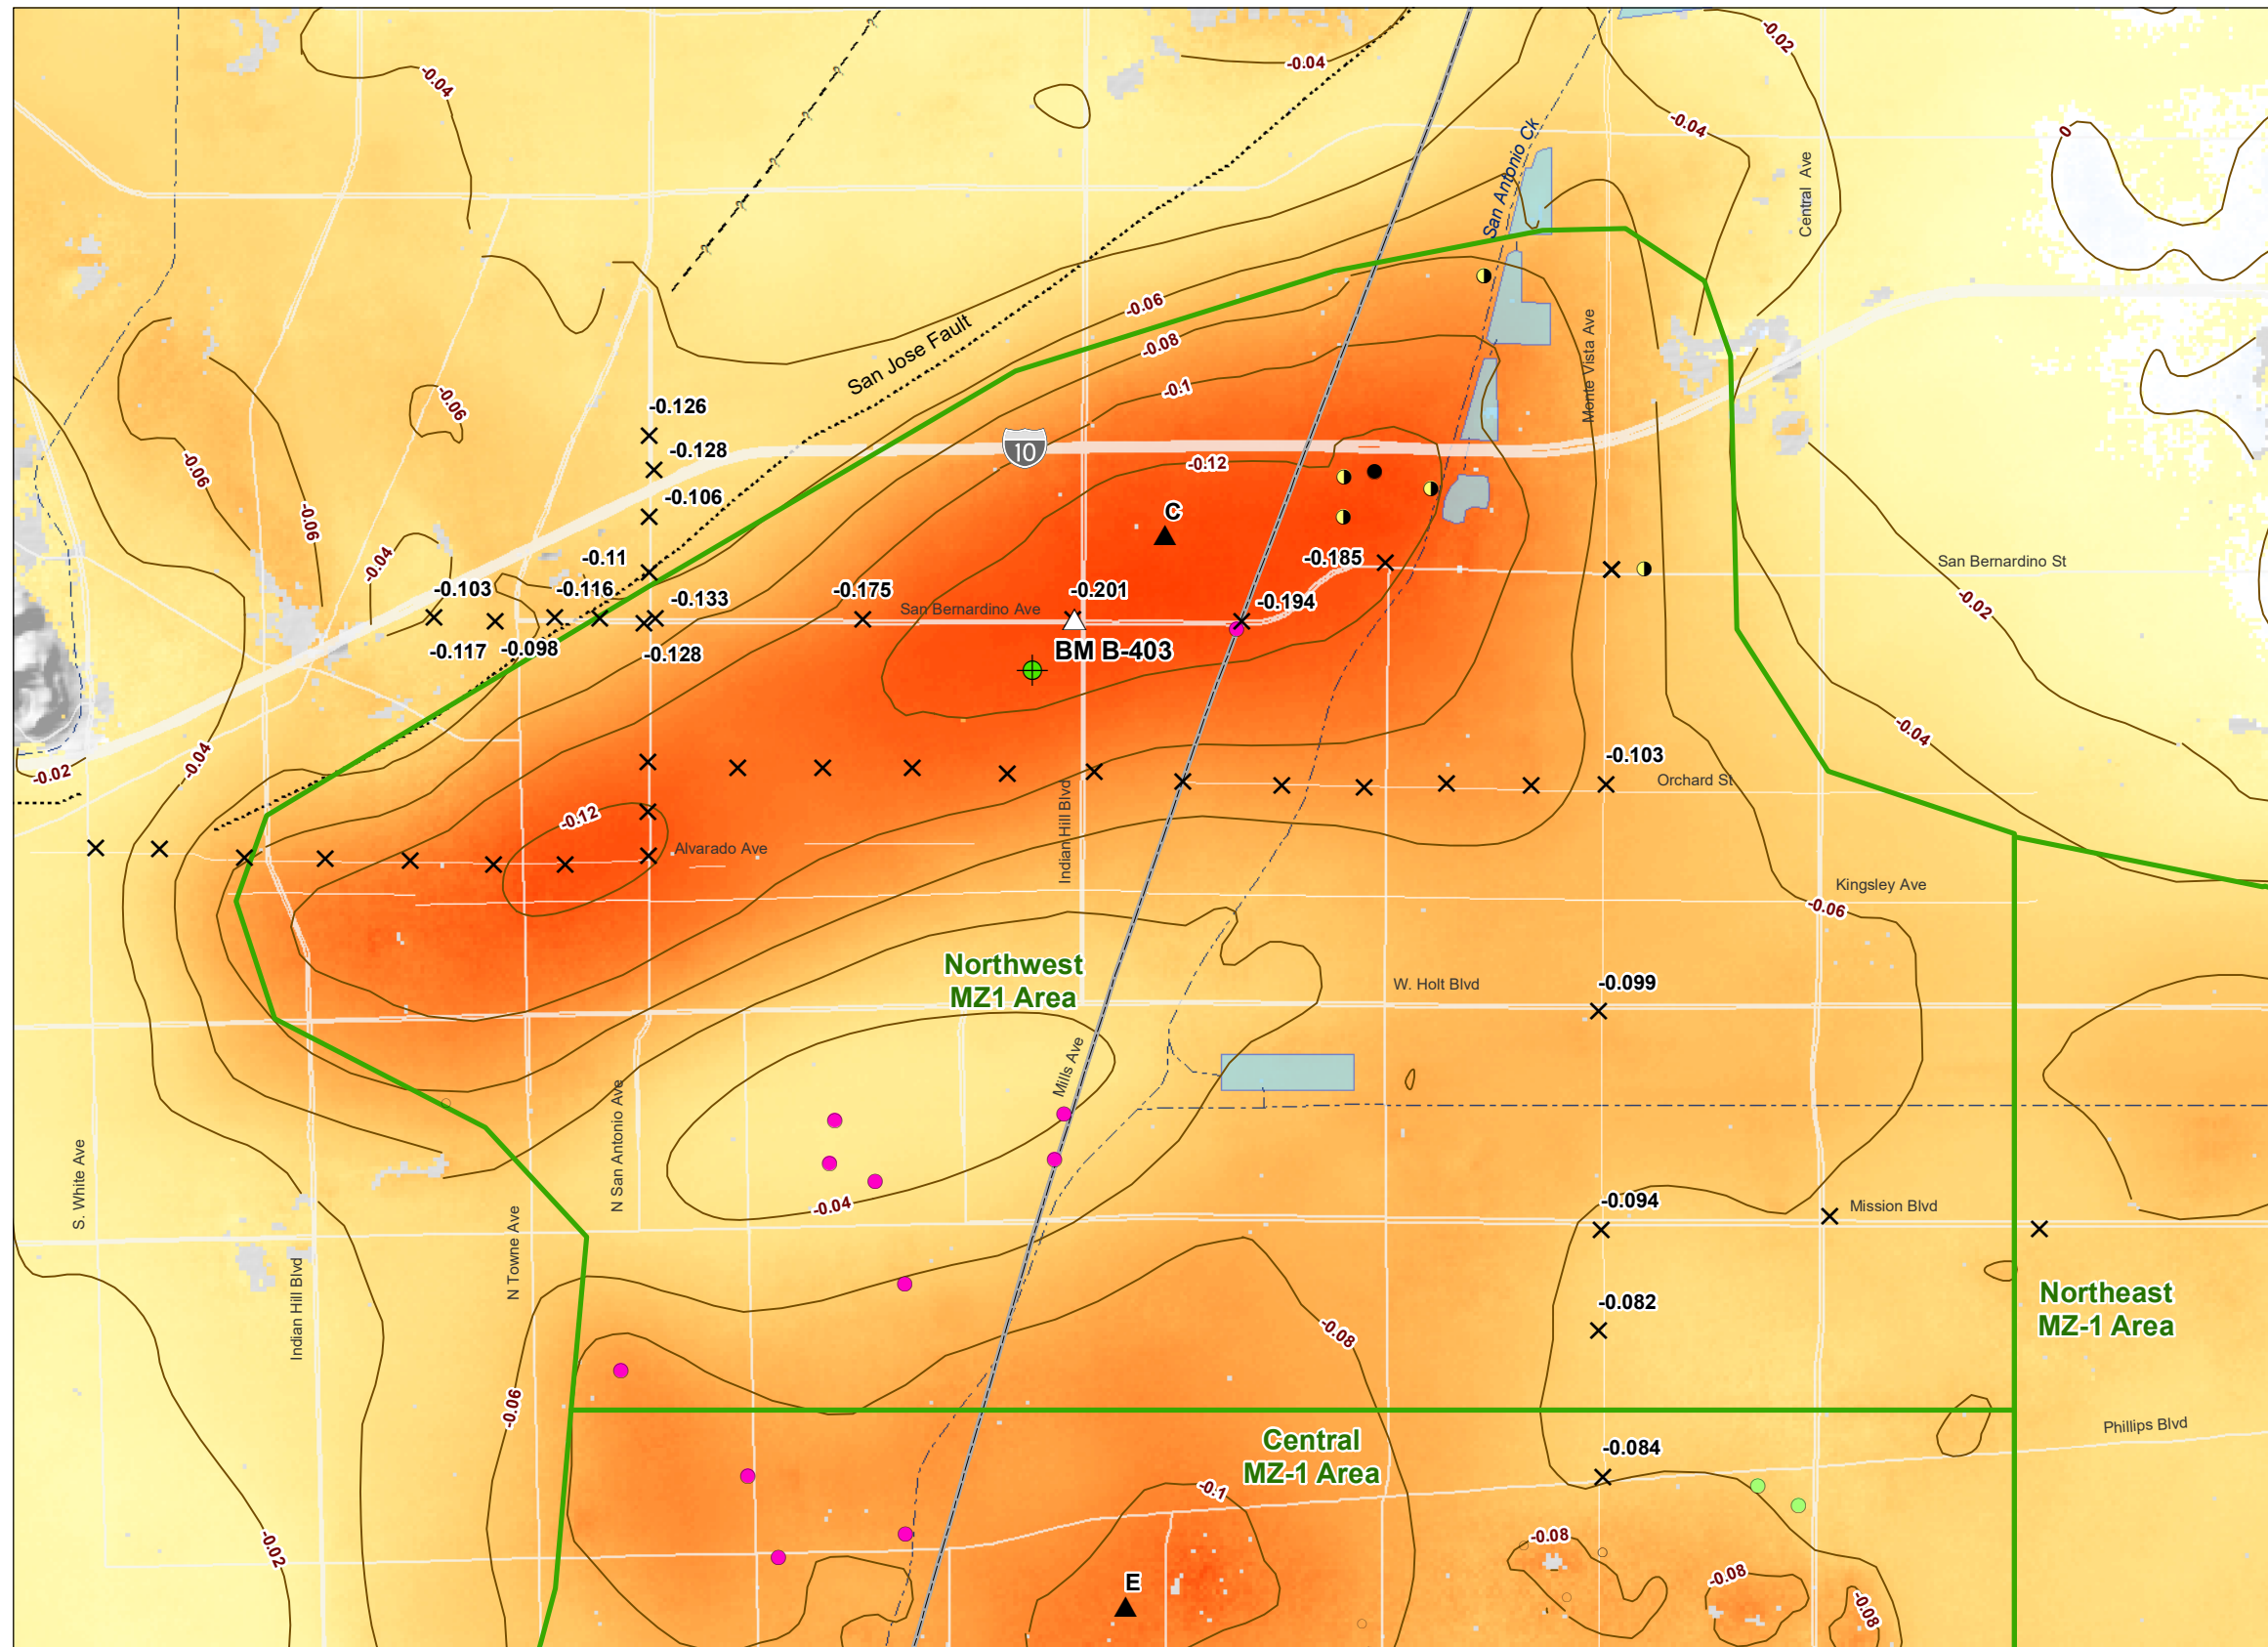 -0.02
-0.04
-0.04
-0.04
0
San Antonio Ck
Central Ave
-0.06
San Jose Fault
-0.08
Monte Vista Ave
-0.1
-0.06
-0.126
-0.128
10
-0.12
-0.06
-0.106
C
-0.06
-0.11
-0.185
San Bernardino St
-0.04
-0.103
-0.116
-0.133
-0.175
-0.201
-0.194
-0.02
San Bernardino Ave
-0.117
-0.098
-0.128
BM B-403
-0.04
-0.04
-0.02
-0.103
Orchard St
-0.12
Indian Hill Blvd
Alvarado Ave
Kingsley Ave
-0.06
Northwest
MZ1 Area
W. Holt Blvd
-0.099
Mills Ave
S. White Ave
N San Antonio Ave
-0.04
-0.094
Mission Blvd
N Towne Ave
Indian Hill Blvd
-0.082
Northeast
MZ-1 Area
-0.08
-0.06
Central
MZ-1 Area
-0.084
Phillips Blvd
-0.1
-0.02
-0.08
-0.08
E
-0.08